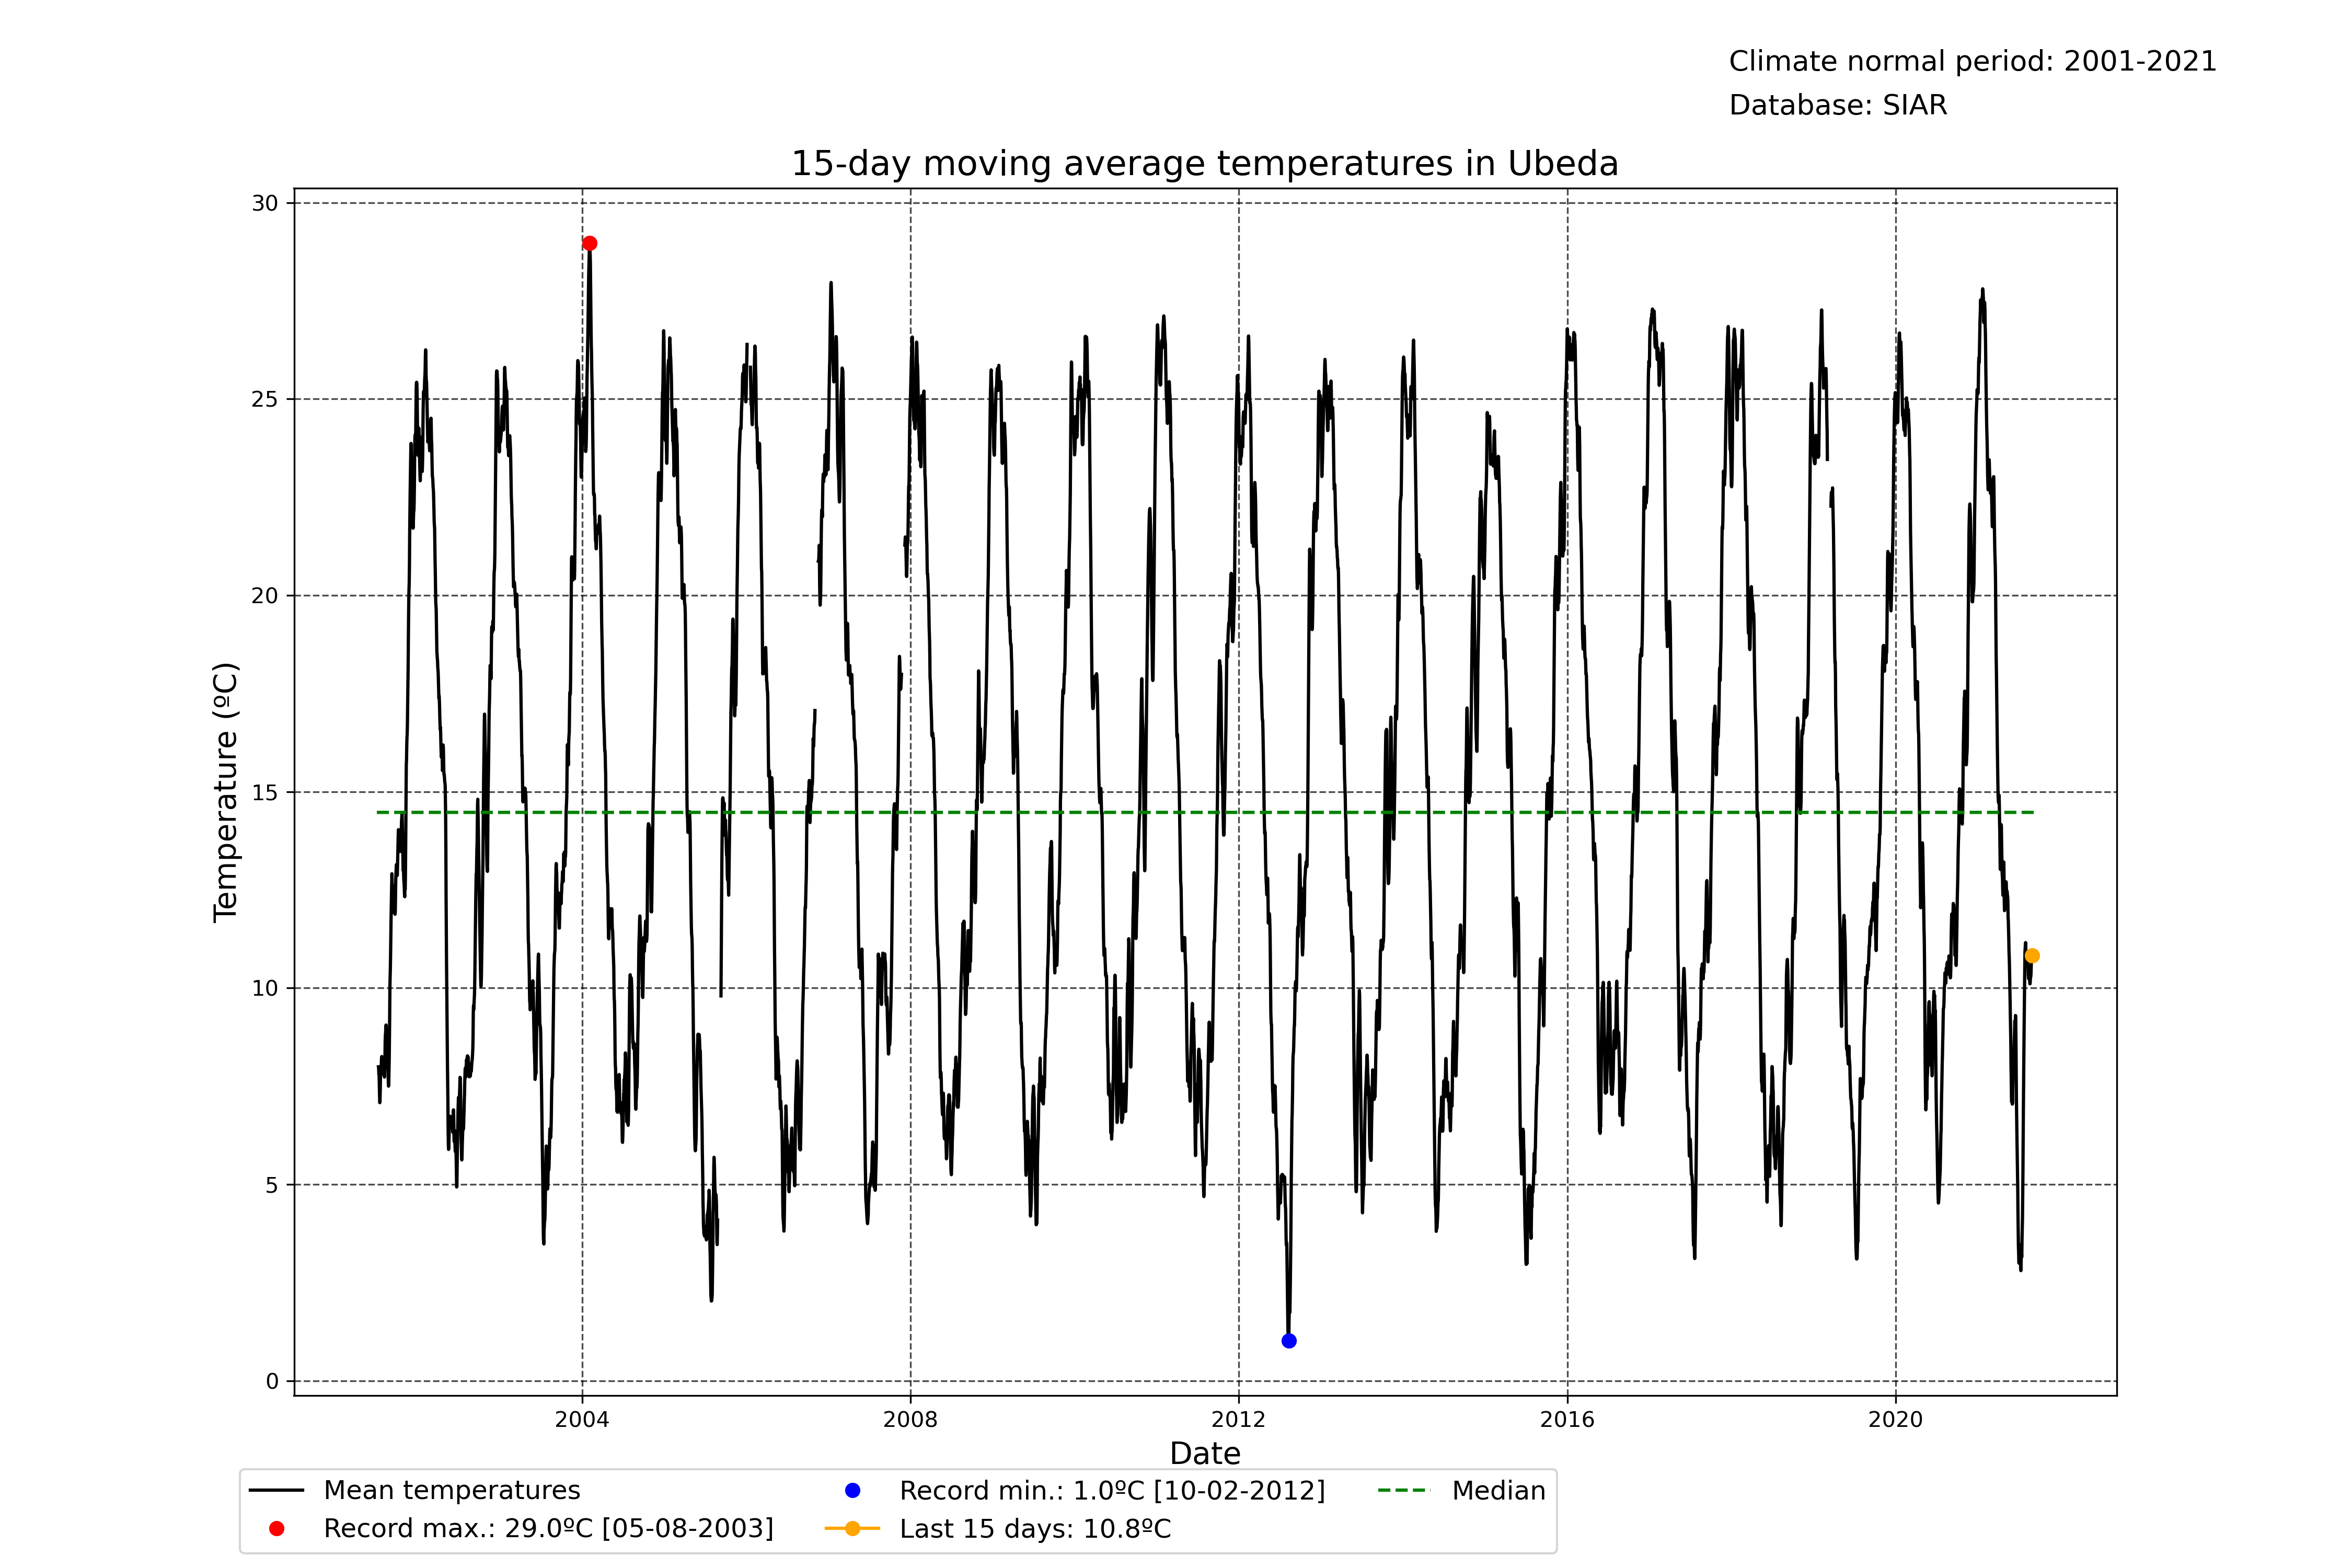 Climate normal period: 2001-2021
Database: SIAR
15-day moving average temperatures in Ubeda
30
25
20
15
10
5
0
Temperature (ºC)
2004
2008
2012
2016
2020
Date
Mean temperatures
Record max.: 29.0ºC [05-08-2003]
Record min.: 1.0ºC [10-02-2012]
Last 15 days: 10.8ºC
Median